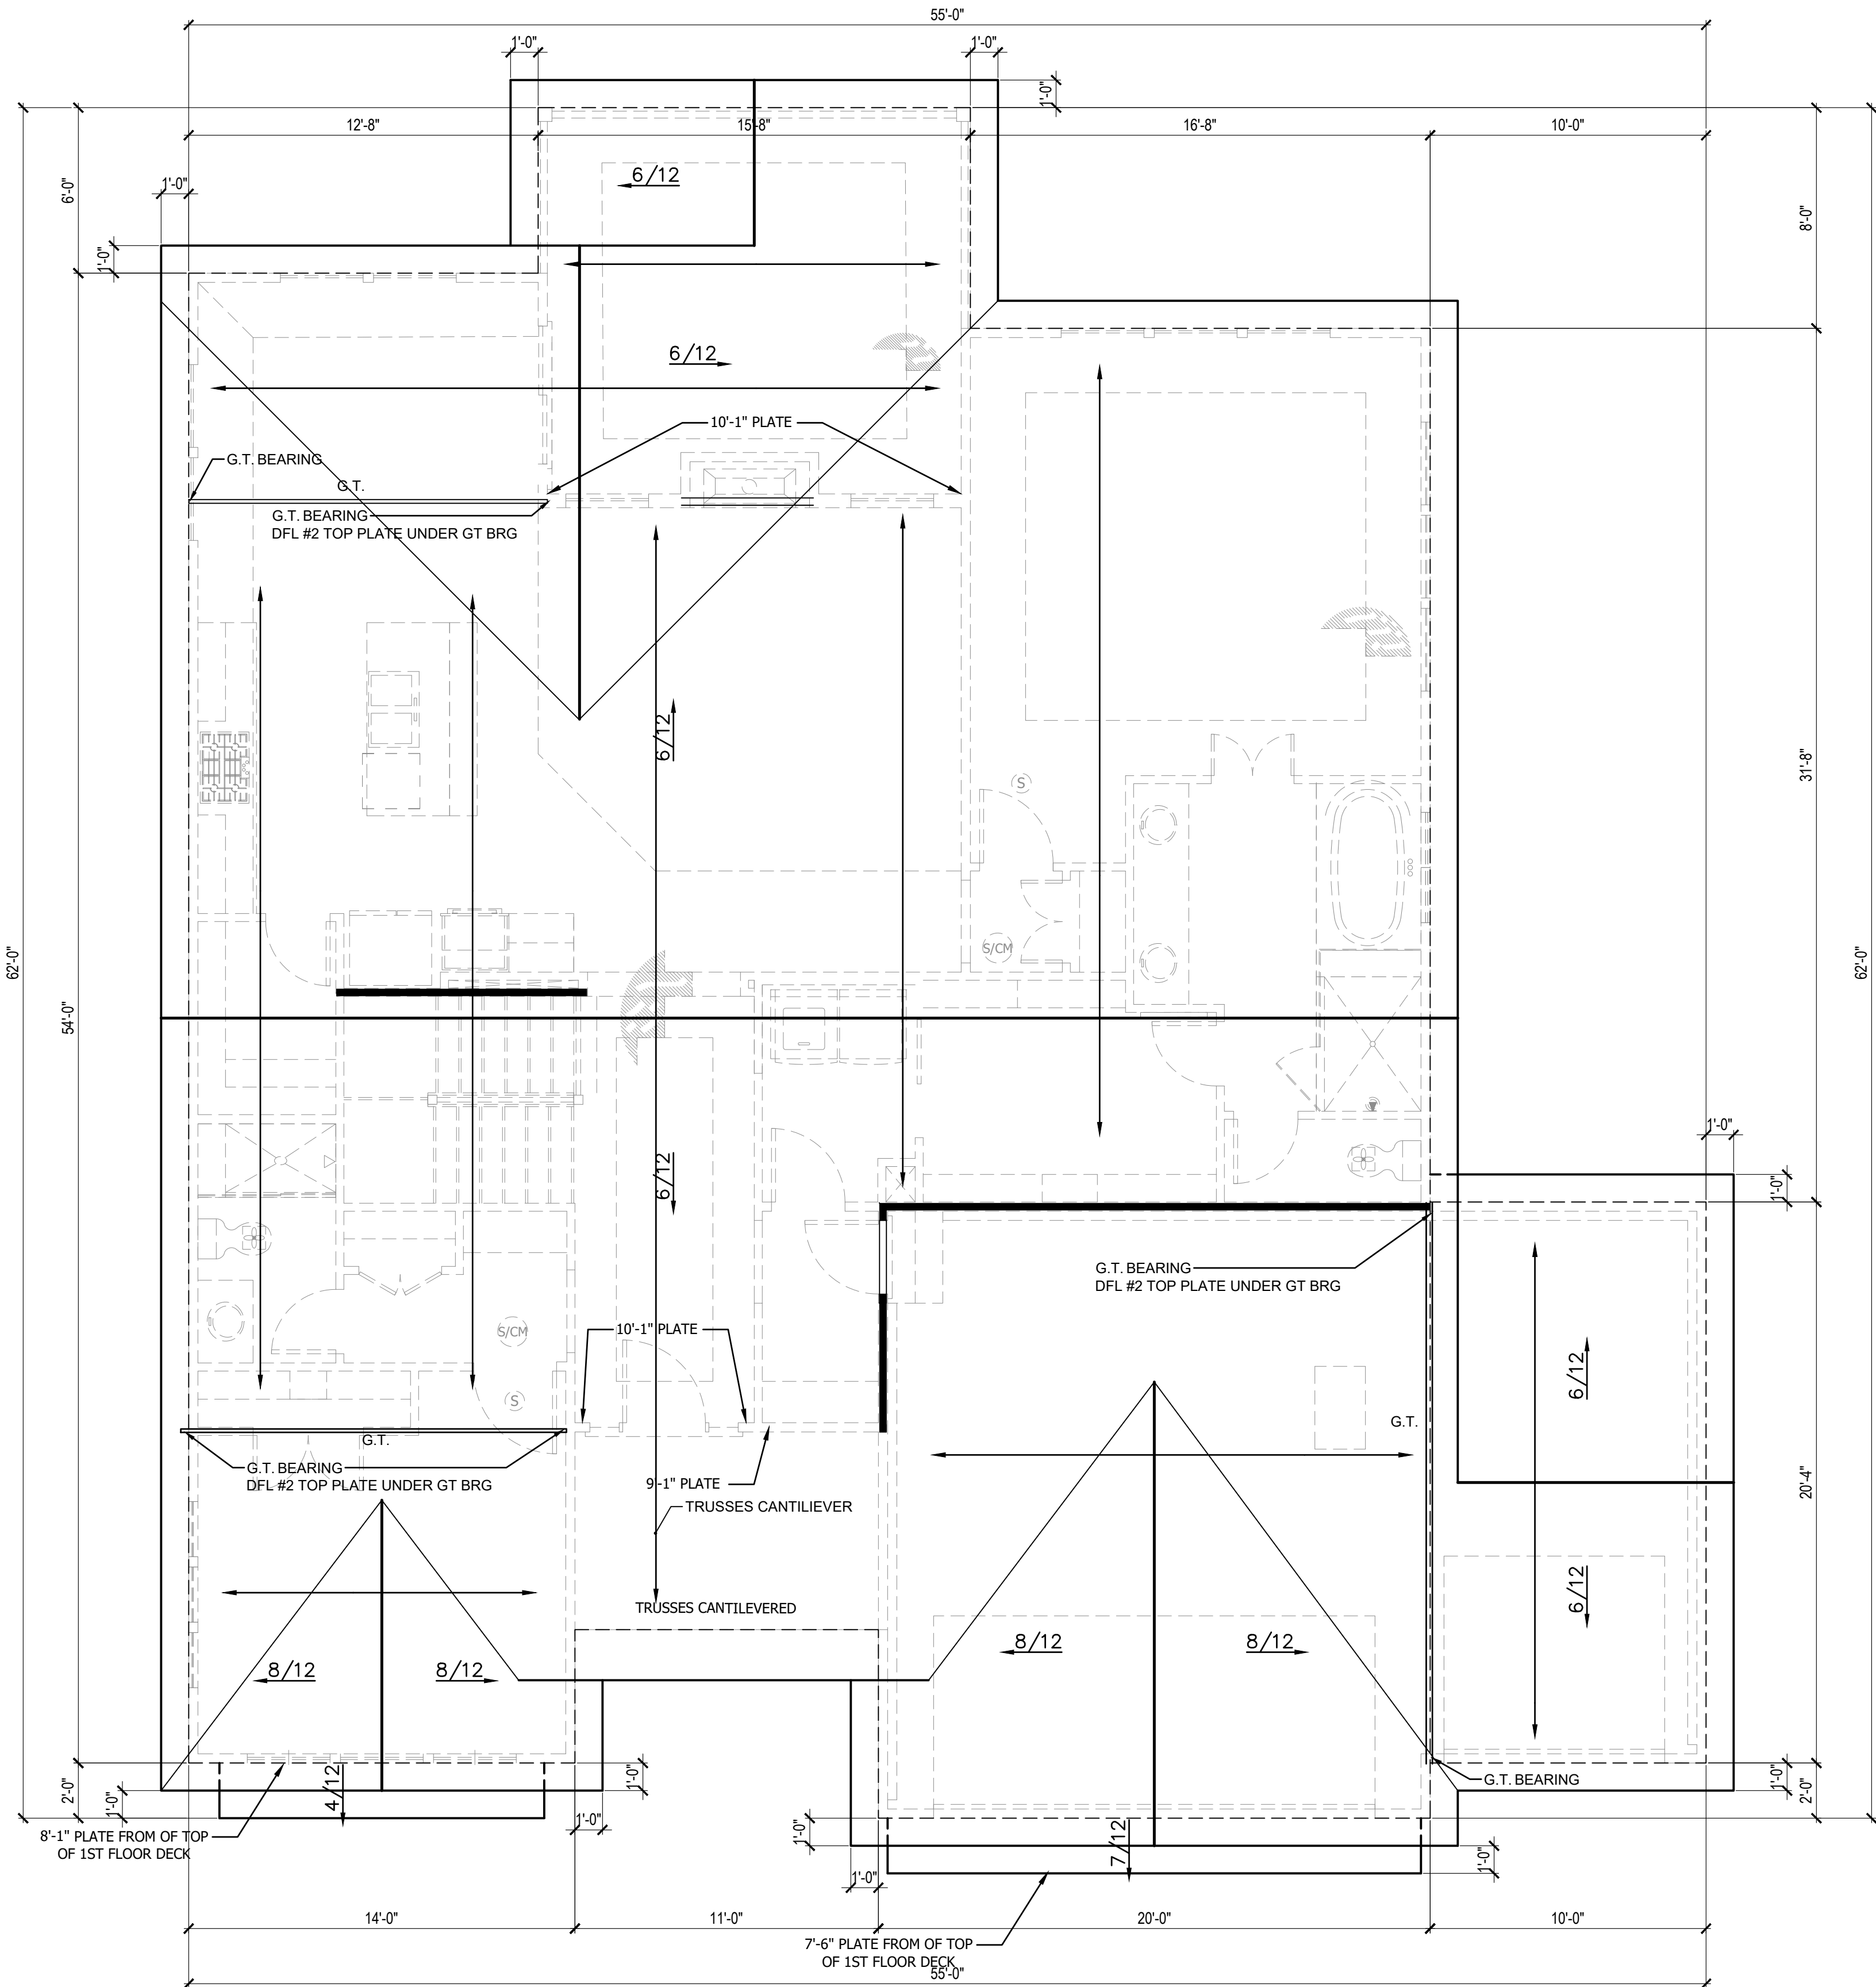 55'-0"
1'-0"
1'-0"
1'-0"
12'-8"
15'-8"
16'-8"
10'-0"
6/12
1'-0"
6'-0"
8'-0"
1'-0"
6/12
10'-1" PLATE
G.T. BEARING
G.T.
G.T. BEARING
DFL #2 TOP PLATE UNDER GT BRG
6/12
31'-8"
S
S/CM
62'-0"
62'-0"
54'-0"
1'-0"
6/12
1'-0"
G.T. BEARING
DFL #2 TOP PLATE UNDER GT BRG
10'-1" PLATE
S/CM
6/12
S
G.T.
G.T.
G.T. BEARING
DFL #2 TOP PLATE UNDER GT BRG
9'-1" PLATE
TRUSSES CANTILIEVER
20'-4"
6/12
TRUSSES CANTILEVERED
8/12
8/12
8/12
8/12
4/12
1'-0"
G.T. BEARING
1'-0"
2'-0"
2'-0"
1'-0"
1'-0"
1'-0"
7/12
8'-1" PLATE FROM OF TOP
OF 1ST FLOOR DECK
1'-0"
1'-0"
14'-0"
11'-0"
20'-0"
10'-0"
7'-6" PLATE FROM OF TOP
OF 1ST FLOOR DECK
55'-0"